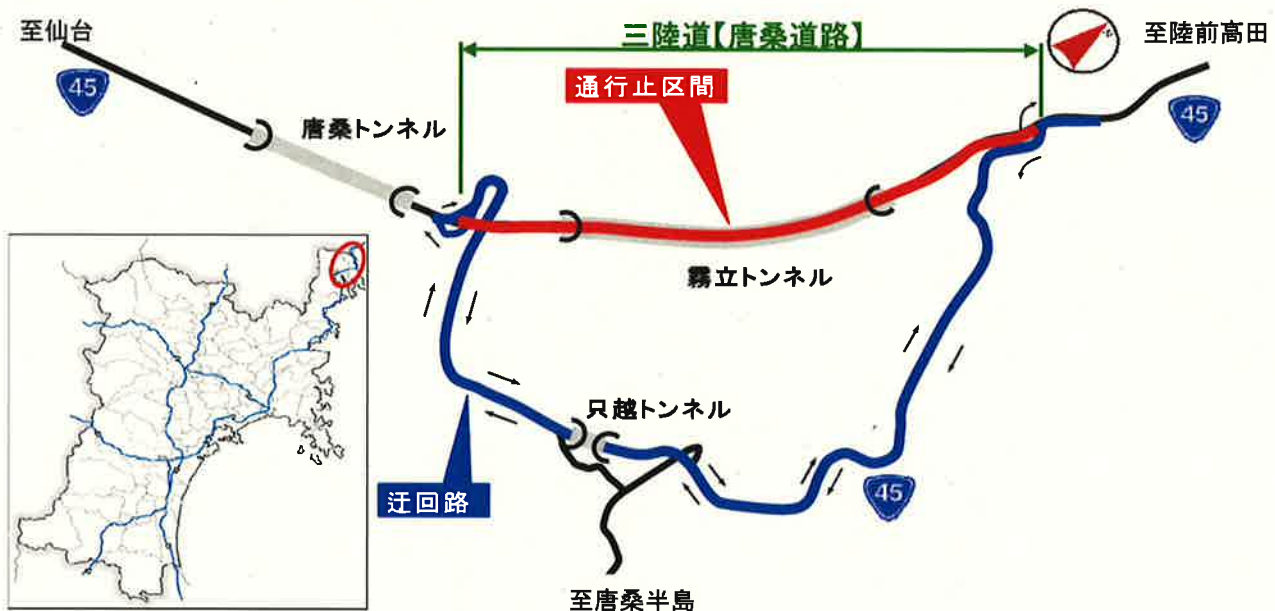 至仙台
三陸道【唐桑道路】
至陸前高田
45
通行止区間
45
唐桑トンネル
霧立トンネル
只越トンネル
迂回路
45
至唐桑半島